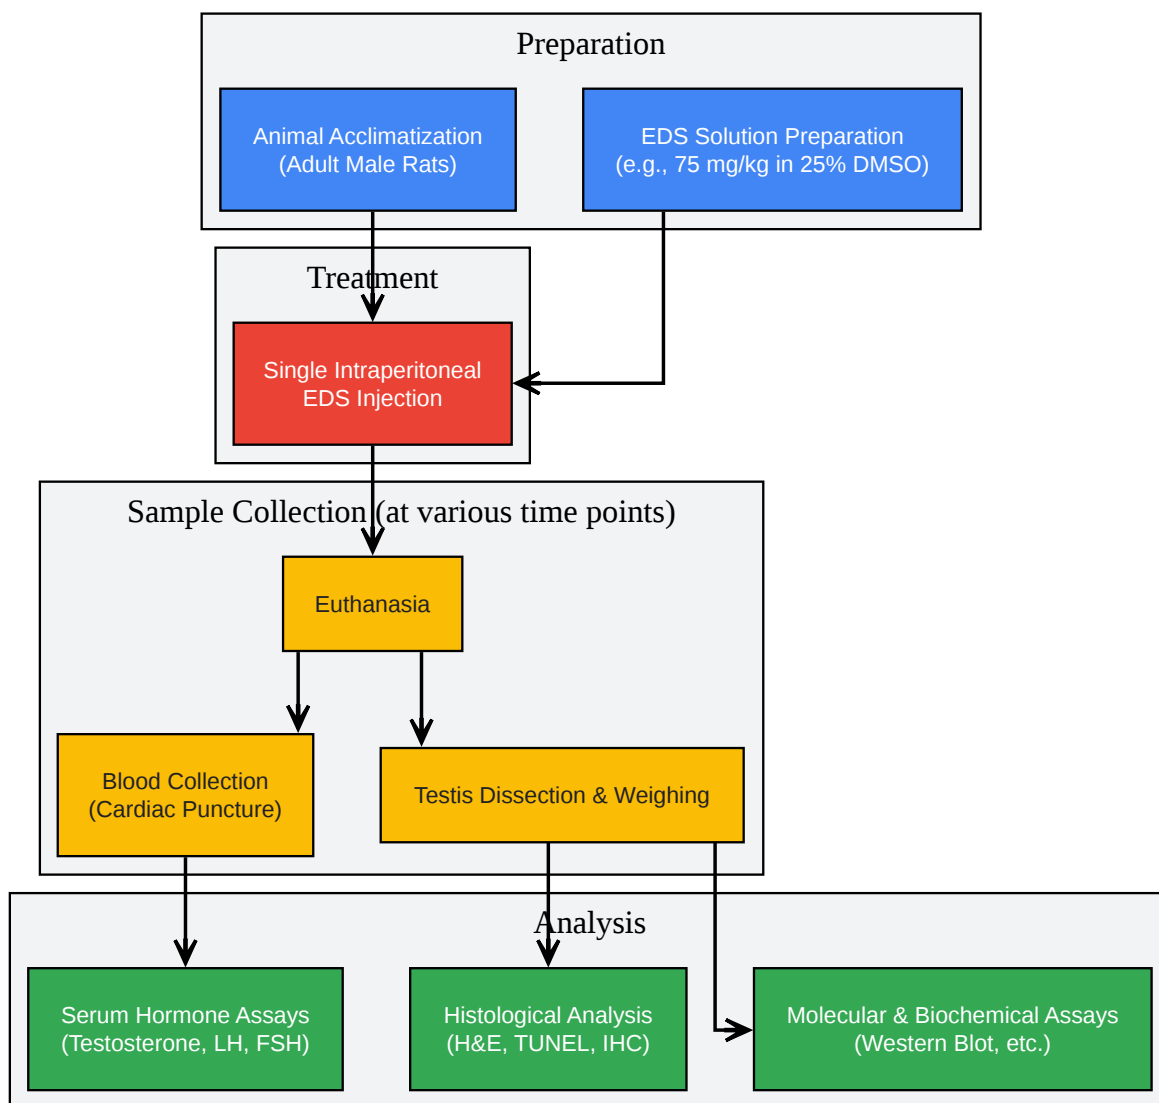 Preparation
Animal Acclimatization
(Adult Male Rats)
EDS Solution Preparation
(e.g., 75 mg/kg in 25% DMSO)
Treatment
Single Intraperitoneal
EDS Injection
Sample Collection (at various time points)
Euthanasia
Blood Collection
(Cardiac Puncture)
Testis Dissection & Weighing
Analysis
Serum Hormone Assays
(Testosterone, LH, FSH)
Histological Analysis
(H&E, TUNEL, IHC)
Molecular & Biochemical Assays
(Western Blot, etc.)